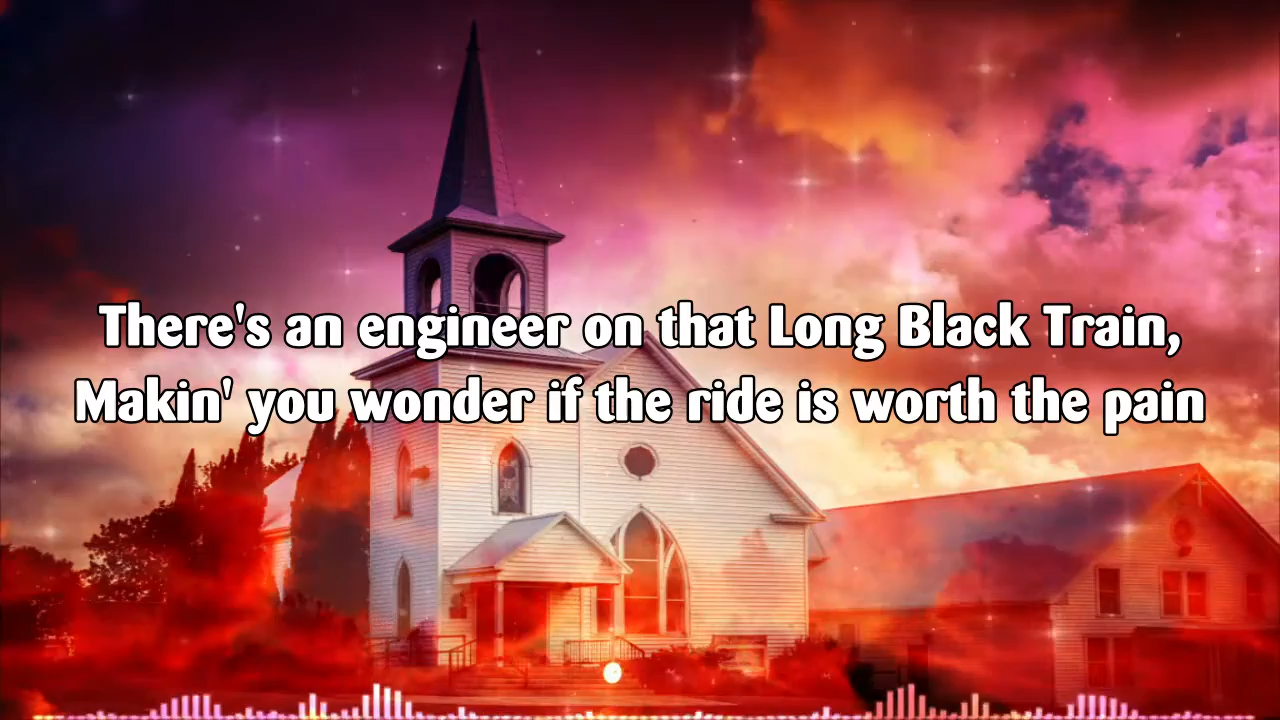 There's an engineer on that Long Black Train,
Makin' you wonder if the ride is worth the pain